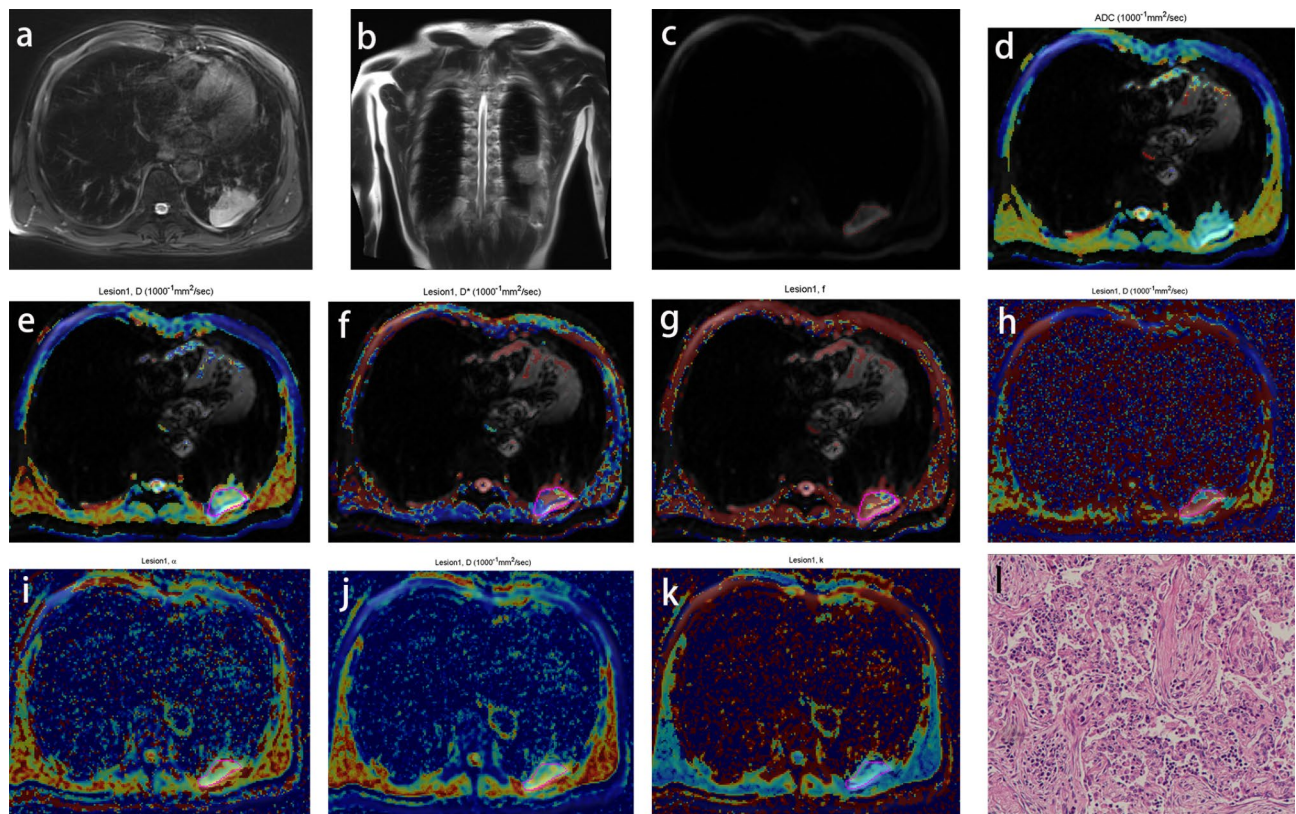 a
b
c
ADC (1000⁻¹mm²/sec)
d
Lesion1, D (1000⁻¹mm²/sec)
e
Lesion1, D* (1000⁻¹mm²/sec)
f
Lesion1, f
g
Lesion1, D (1000⁻¹mm²/sec)
h
Lesion1, α
i
Lesion1, D (1000⁻¹mm²/sec)
j
Lesion1, k
k
l